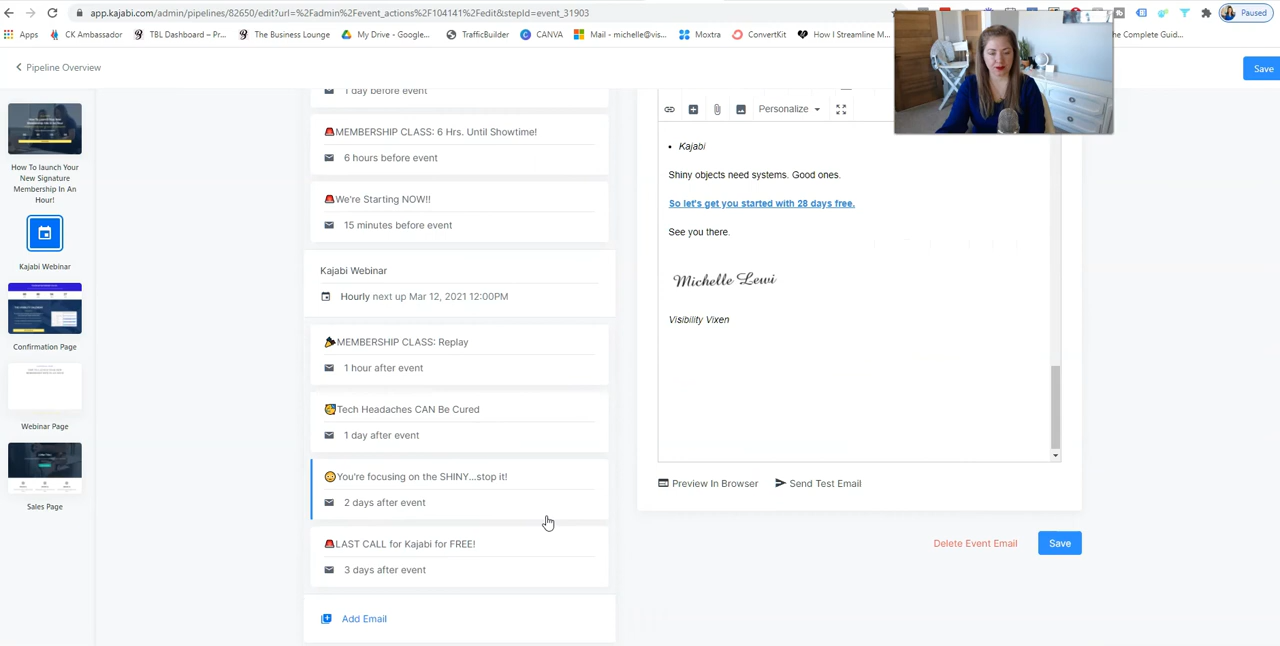 app.kajabi.com/admin/pipelines/82650/edit?url=%2Fadmin%2Fevent_actions%2F104141%2Fedit&stepId=event_31903
Paused
Apps
CK Ambassador
TBL Dashboard – Pr...
The Business Lounge
My Drive - Google...
TrafficBuilder
CANVA
Mail - michelle@vis...
Moxtra
ConvertKit
How I Streamline M...
he Complete Guid...
Pipeline Overview
Save
How To launch Your
New Signature
Membership In An
Hour!
Kajabi Webinar
Confirmation Page
Webinar Page
Sales Page
1 day before event
MEMBERSHIP CLASS: 6 Hrs. Until Showtime!
6 hours before event
We're Starting NOW!!
15 minutes before event
Kajabi Webinar
Hourly next up Mar 12, 2021 12:00PM
MEMBERSHIP CLASS: Replay
1 hour after event
Tech Headaches CAN Be Cured
1 day after event
You're focusing on the SHINY...stop it!
2 days after event
LAST CALL for Kajabi for FREE!
3 days after event
Add Email
Personalize
• Kajabi
Shiny objects need systems. Good ones.
So let's get you started with 28 days free.
See you there.
Michelle Lewi
Visibility Vixen
Preview In Browser
Send Test Email
Delete Event Email
Save